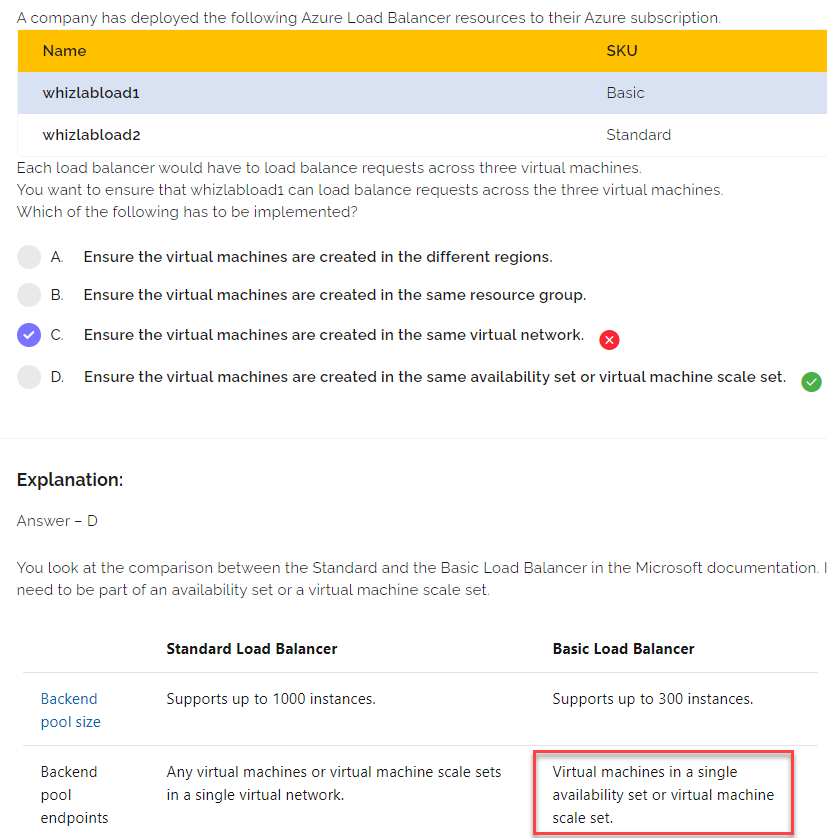 A company has deployed the following Azure Load Balancer resources to their Azure subscription.
Name SKU
whizlabload1 Basic
whizlabload2 Standard
Each load balancer would have to load balance requests across three virtual machines.
You want to ensure that whizlabload1 can load balance requests across the three virtual machines.
Which of the following has to be implemented?
A. Ensure the virtual machines are created in the different regions.
B. Ensure the virtual machines are created in the same resource group.
C. Ensure the virtual machines are created in the same virtual network.
D. Ensure the virtual machines are created in the same availability set or virtual machine scale set.
Explanation:
Answer – D
You look at the comparison between the Standard and the Basic Load Balancer in the Microsoft documentation.
need to be part of an availability set or a virtual machine scale set.
Standard Load Balancer Basic Load Balancer
Backend Supports up to 1000 instances. Supports up to 300 instances.
pool size
Backend Any virtual machines or virtual machine scale sets Virtual machines in a single
pool in a single virtual network. availability set or virtual machine
endpoints scale set.